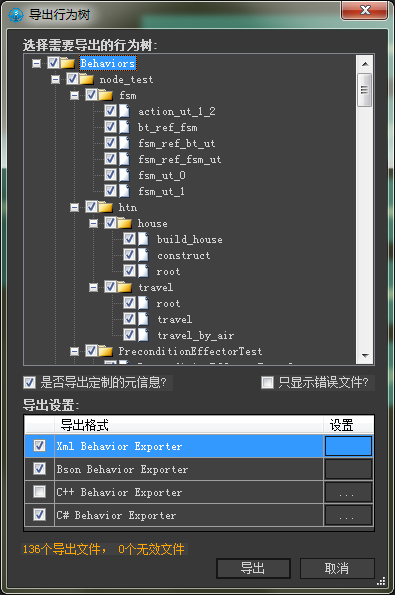 导出行为树
选择需要导出的行为树:
Behaviors
node_test
fsm
action_ut_1_2
bt_ref_fsm
fsm_ref_bt_ut
fsm_ref_fsm_ut
fsm_ut_0
fsm_ut_1
htn
house
build_house
construct
root
travel
root
travel
travel_by_air
PreconditionEffectorTest
是否导出定制的元信息?
只显示错误文件?
导出设置:
导出格式 设置
Xml Behavior Exporter
Bson Behavior Exporter
C++ Behavior Exporter ...
C# Behavior Exporter ...
136个导出文件， 0个无效文件
导出 取消